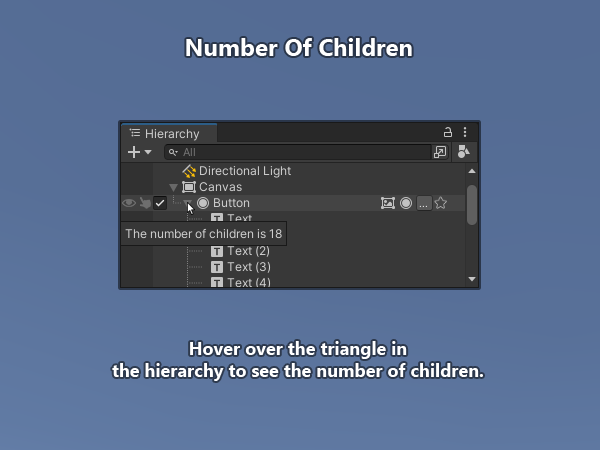 Number Of Children
Hierarchy
All
Directional Light
Canvas
Button
...
Text
The number of children is 18
T Text (2)
T Text (3)
T Text (4)
Hover over the triangle in
the hierarchy to see the number of children.